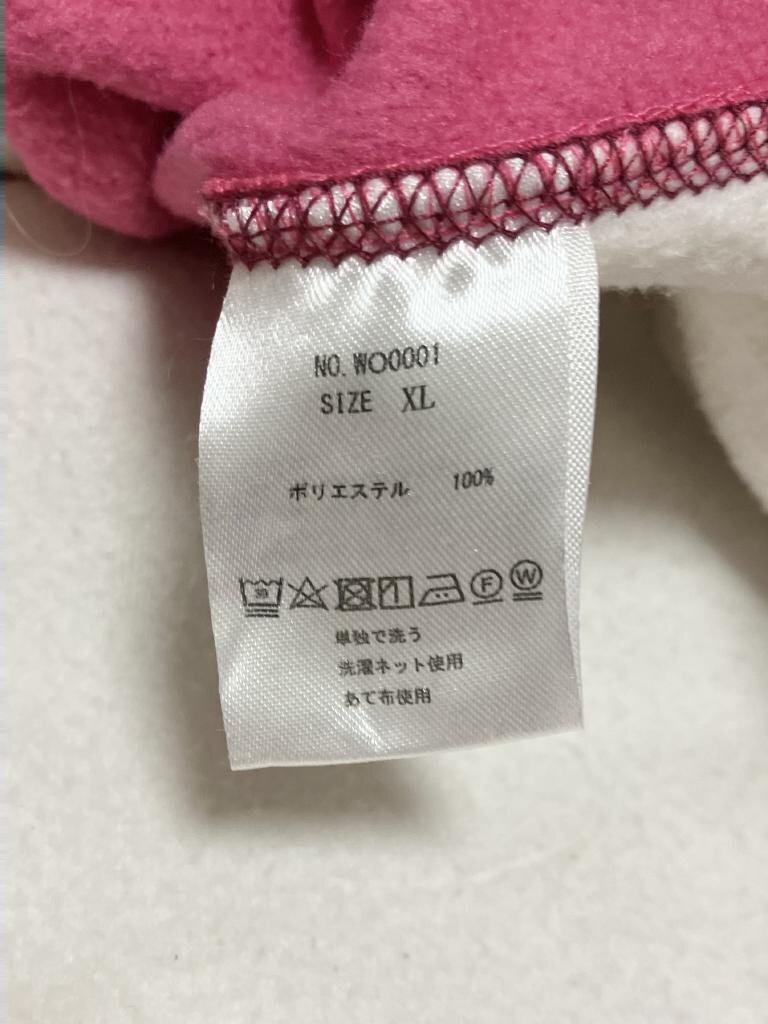 NO. WO0001
SIZE XL
ポリエステル 100%
30 F W
単独で洗う
洗濯ネット使用
あて布使用